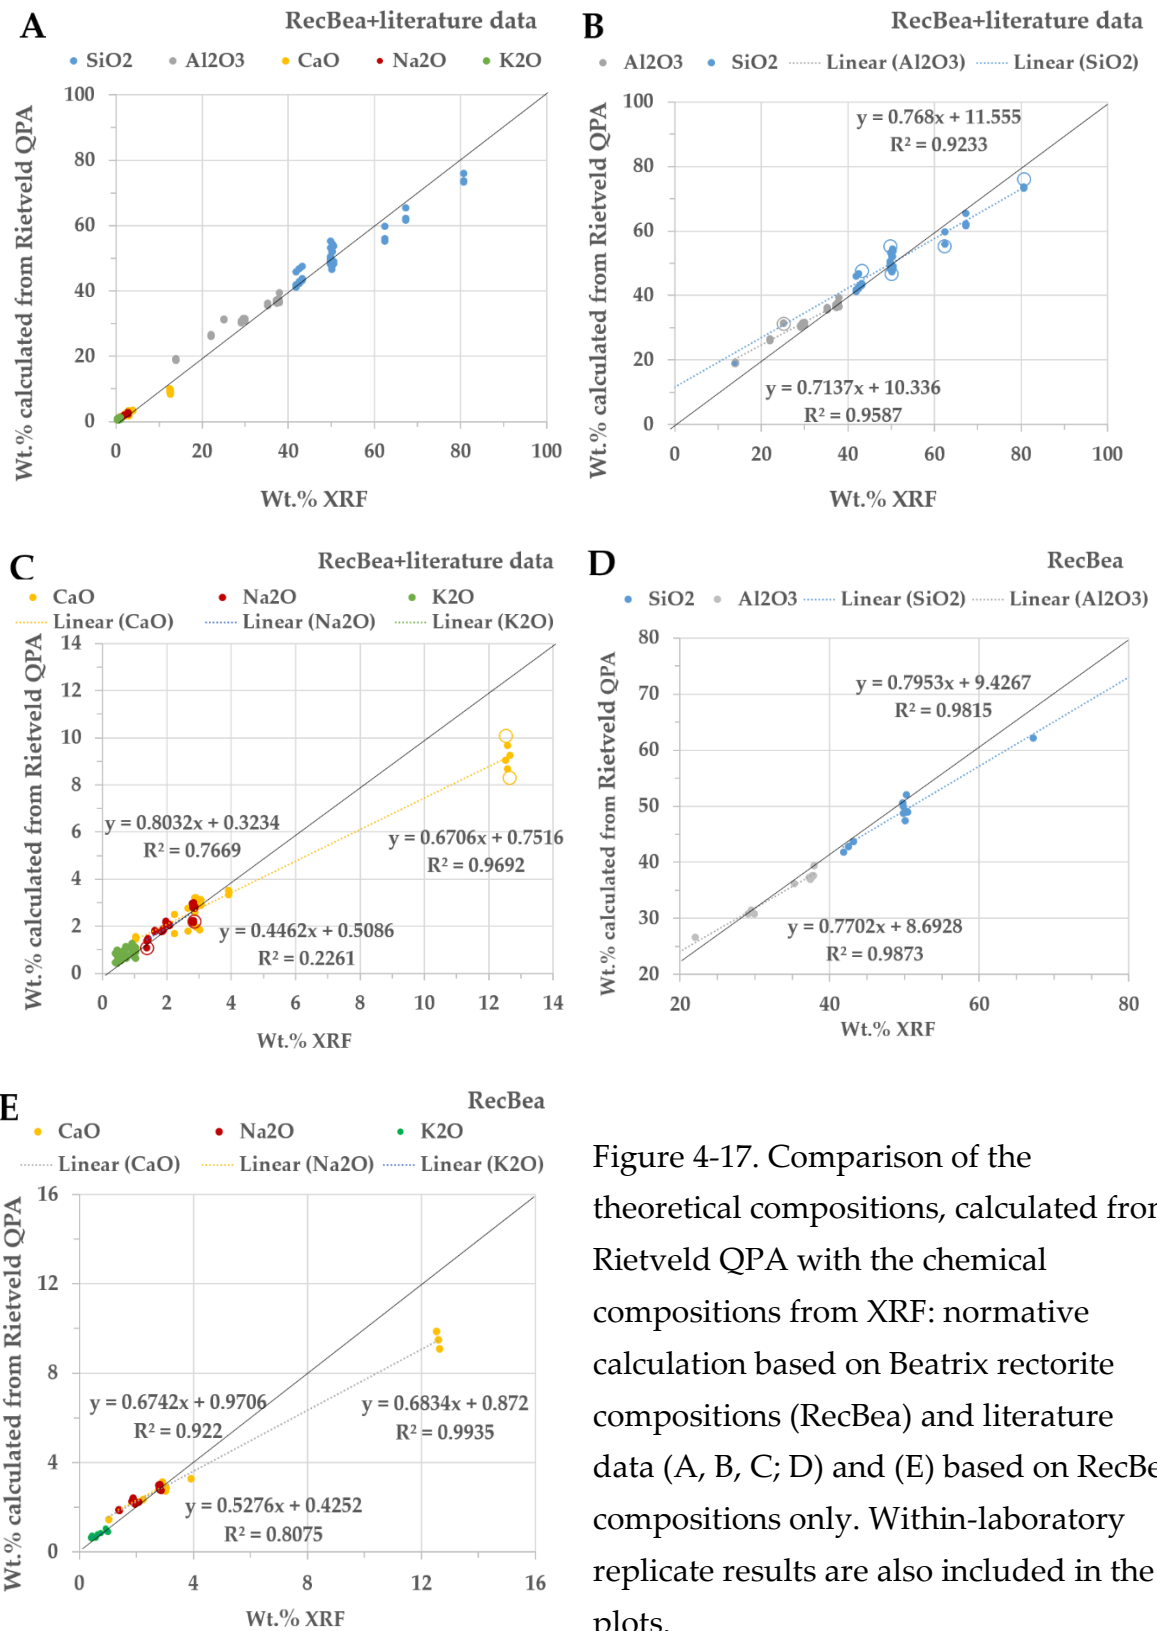 A
RecBea+literature data
SiO2 Al2O3 CaO Na2O K2O
Wt.% calculated from Rietveld QPA
100
80
60
40
20
0
0 20 40 60 80 100
Wt.% XRF
B
RecBea+literature data
Al2O3 SiO2 Linear (Al2O3) Linear (SiO2)
Wt.% calculated from Rietveld QPA
100
80
60
40
20
0
y = 0.768x + 11.555
R² = 0.9233
y = 0.7137x + 10.336
R² = 0.9587
0 20 40 60 80 100
Wt.% XRF
C
RecBea+literature data
CaO Na2O K2O
Linear (CaO) Linear (Na2O) Linear (K2O)
Wt.% calculated from Rietveld QPA
14
12
10
8
6
4
2
0
y = 0.8032x + 0.3234
R² = 0.7669
y = 0.6706x + 0.7516
R² = 0.9692
y = 0.4462x + 0.5086
R² = 0.2261
0 2 4 6 8 10 12 14
Wt.% XRF
D
RecBea
SiO2 Al2O3 Linear (SiO2) Linear (Al2O3)
Wt.% calculated from Rietveld QPA
80
70
60
50
40
30
20
y = 0.7953x + 9.4267
R² = 0.9815
y = 0.7702x + 8.6928
R² = 0.9873
20 40 60 80
Wt.% XRF
E
RecBea
CaO Na2O K2O
Linear (CaO) Linear (Na2O) Linear (K2O)
Wt.% calculated from Rietveld QPA
16
12
8
4
0
y = 0.6742x + 0.9706
R² = 0.922
y = 0.6834x + 0.872
R² = 0.9935
y = 0.5276x + 0.4252
R² = 0.8075
0 4 8 12 16
Wt.% XRF
Figure 4-17. Comparison of the
theoretical compositions, calculated from
Rietveld QPA with the chemical
compositions from XRF: normative
calculation based on Beatrix rectorite
compositions (RecBea) and literature
data (A, B, C; D) and (E) based on RecBe
compositions only. Within-laboratory
replicate results are also included in the
plots.